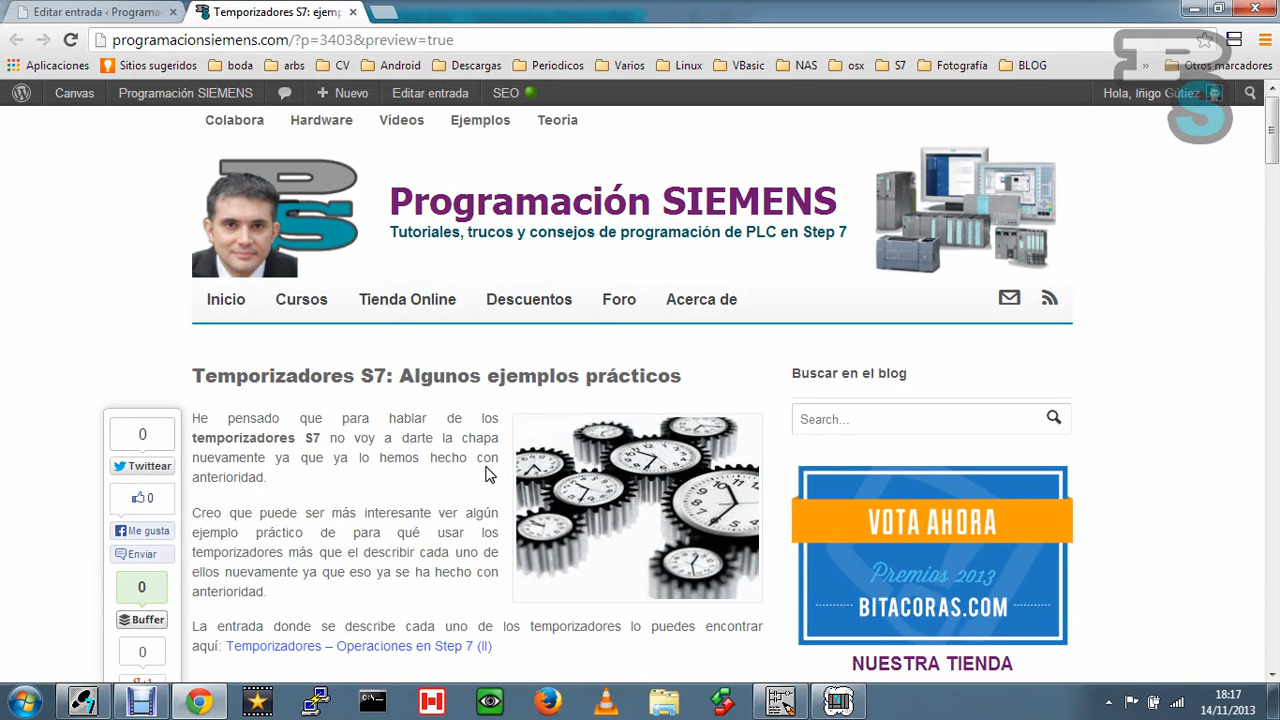 Editar entrada ‹ Programa
Temporizadores S7: ejem
programacionsiemens.com/?p=3403&preview=true
Aplicaciones Sitios sugeridos boda arbs CV Android Descargas Periodicos Varios Linux VBasic NAS osx S7 Fotografía BLOG » Otros marcadores
Canvas Programación SIEMENS + Nuevo Editar entrada SEO Hola, Iñigo Gútiez
Colabora Hardware Vídeos Ejemplos Teoría
PS
Programación SIEMENS
Tutoriales, trucos y consejos de programación de PLC en Step 7
Inicio Cursos Tienda Online Descuentos Foro Acerca de
Temporizadores S7: Algunos ejemplos prácticos
He pensado que para hablar de los
temporizadores S7 no voy a darte la chapa
nuevamente ya que ya lo hemos hecho con
anterioridad.
Creo que puede ser más interesante ver algún
ejemplo práctico de para qué usar los
temporizadores más que el describir cada uno de
ellos nuevamente ya que eso ya se ha hecho con
anterioridad.
La entrada donde se describe cada uno de los temporizadores lo puedes encontrar
aquí: Temporizadores – Operaciones en Step 7 (II)
0
Twittear
0
Me gusta
Enviar
0
Buffer
0
Buscar en el blog
Search...
VOTA AHORA
Premios 2013
BITACORAS.COM
NUESTRA TIENDA
18:17
14/11/2013